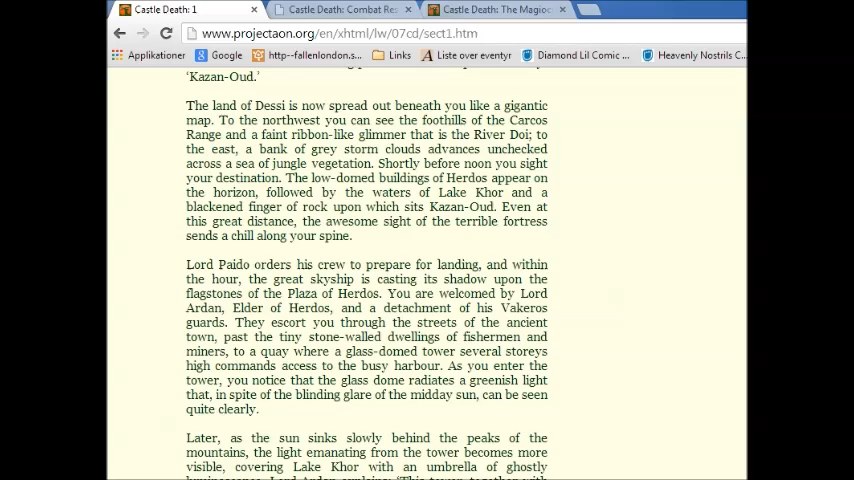 Castle Death: 1
Castle Death: Combat Res
Castle Death: The Magioc
www.projectaon.org/en/xhtml/lw/07cd/sect1.htm
Applikationer
Google
http--fallenlondon.s...
Links
Liste over eventyr
Diamond Lil Comic ...
Heavenly Nostrils C...
‘Kazan-Oud.’
The land of Dessi is now spread out beneath you like a gigantic
map. To the northwest you can see the foothills of the Carcos
Range and a faint ribbon-like glimmer that is the River Doi; to
the east, a bank of grey storm clouds advances unchecked
across a sea of jungle vegetation. Shortly before noon you sight
your destination. The low-domed buildings of Herdos appear on
the horizon, followed by the waters of Lake Khor and a
blackened finger of rock upon which sits Kazan-Oud. Even at
this great distance, the awesome sight of the terrible fortress
sends a chill along your spine.
Lord Paido orders his crew to prepare for landing, and within
the hour, the great skyship is casting its shadow upon the
flagstones of the Plaza of Herdos. You are welcomed by Lord
Ardan, Elder of Herdos, and a detachment of his Vakeros
guards. They escort you through the streets of the ancient
town, past the tiny stone-walled dwellings of fishermen and
miners, to a quay where a glass-domed tower several storeys
high commands access to the busy harbour. As you enter the
tower, you notice that the glass dome radiates a greenish light
that, in spite of the blinding glare of the midday sun, can be seen
quite clearly.
Later, as the sun sinks slowly behind the peaks of the
mountains, the light emanating from the tower becomes more
visible, covering Lake Khor with an umbrella of ghostly
luminescence. Lord Ardan explains: ‘This tower, together with